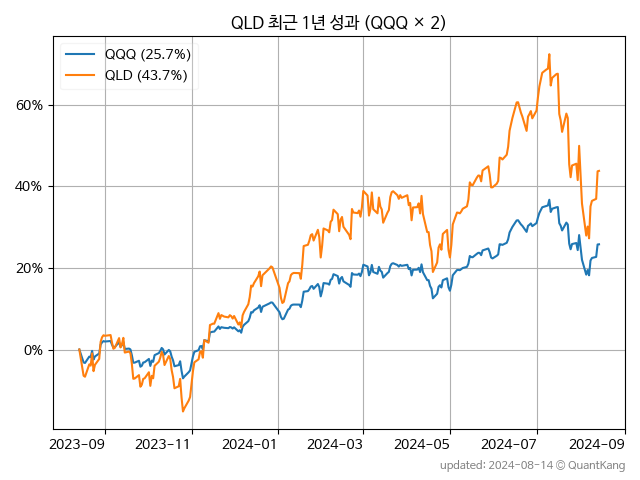 QLD 최근 1년 성과 (QQQ × 2)
QQQ (25.7%)
QLD (43.7%)
60%
40%
20%
0%
2023-09 2023-11 2024-01 2024-03 2024-05 2024-07 2024-09
updated: 2024-08-14 © QuantKang